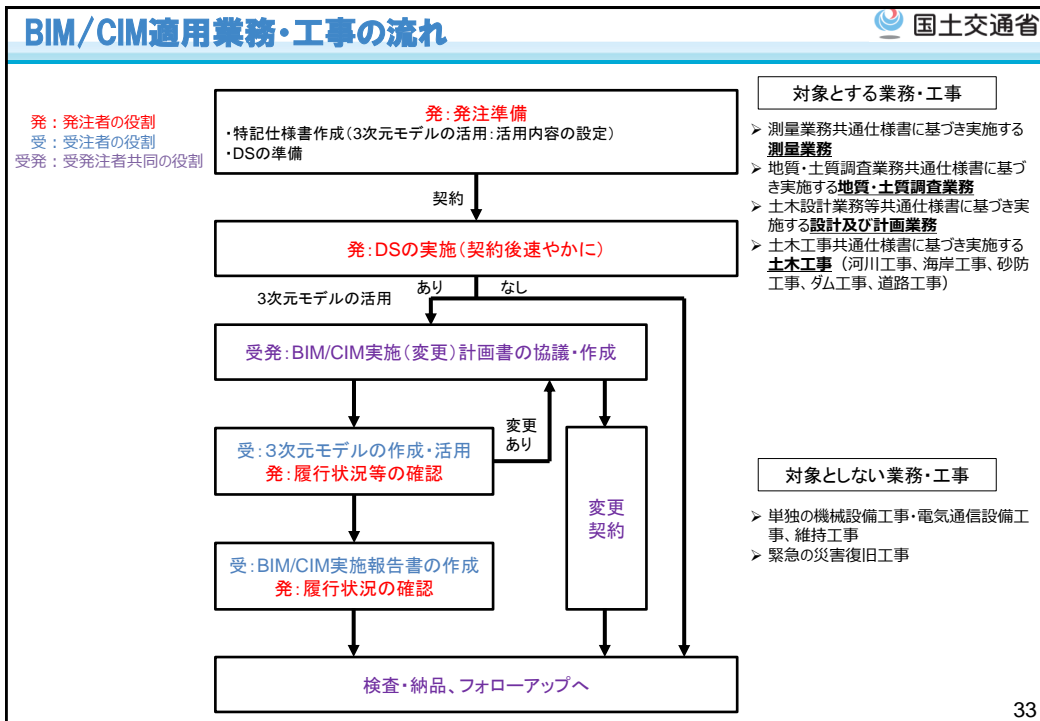 BIM/CIM適用業務・工事の流れ
国土交通省
発：発注者の役割
受：受注者の役割
受発：受発注者共同の役割
発：発注準備
・特記仕様書作成（3次元モデルの活用：活用内容の設定）
・DSの準備
契約
発：DSの実施（契約後速やかに）
3次元モデルの活用
あり
なし
受発：BIM/CIM実施（変更）計画書の協議・作成
受：3次元モデルの作成・活用
発：履行状況等の確認
変更
あり
変更
契約
受：BIM/CIM実施報告書の作成
発：履行状況の確認
検査・納品、フォローアップへ
対象とする業務・工事
➢ 測量業務共通仕様書に基づき実施する
測量業務
➢ 地質・土質調査業務共通仕様書に基づ
き実施する地質・土質調査業務
➢ 土木設計業務等共通仕様書に基づき実
施する設計及び計画業務
➢ 土木工事共通仕様書に基づき実施する
土木工事（河川工事、海岸工事、砂防
工事、ダム工事、道路工事）
対象としない業務・工事
➢ 単独の機械設備工事・電気通信設備工
事、維持工事
➢ 緊急の災害復旧工事
33